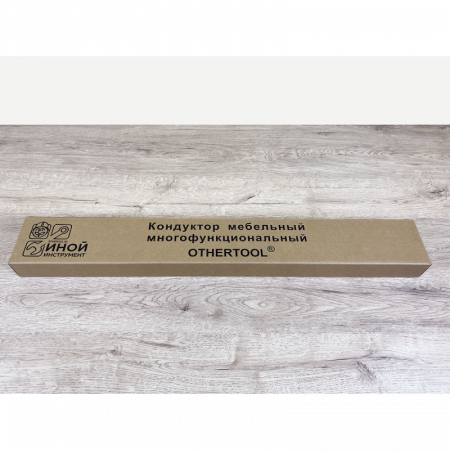 ИНОЙ
ИНСТРУМЕНТ
Кондуктор мебельный
многофункциональный
OTHERTOOL®